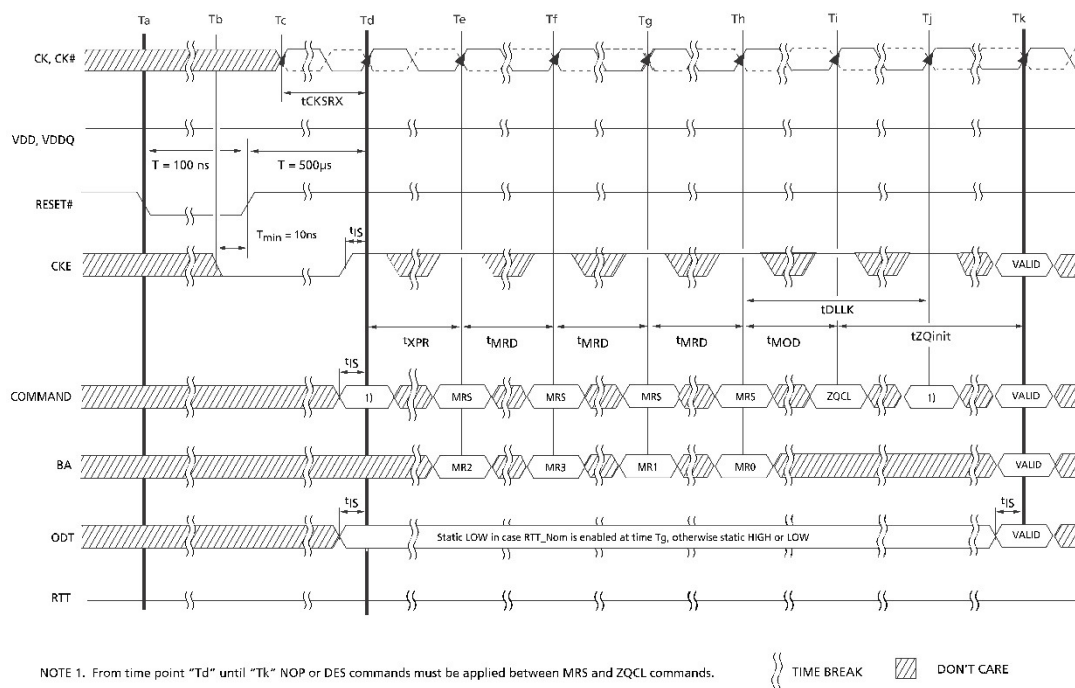 Ta Tb Tc Td Te Tf Tg Th Ti Tj Tk
CK, CK#
tCKSRX
VDD, VDDQ
T = 100 ns T = 500µs
RESET#
Tmin = 10ns tIS
CKE VALID
tDLLK
tXPR tMRD tMRD tMRD tMOD tZQinit
tIS
COMMAND 1) MRS MRS MRS MRS ZQCL 1) VALID
BA MR2 MR3 MR1 MR0 VALID
tIS tIS
ODT Static LOW in case RTT_Nom is enabled at time Tg, otherwise static HIGH or LOW VALID
RTT
NOTE 1. From time point "Td" until "Tk" NOP or DES commands must be applied between MRS and ZQCL commands. TIME BREAK DON'T CARE